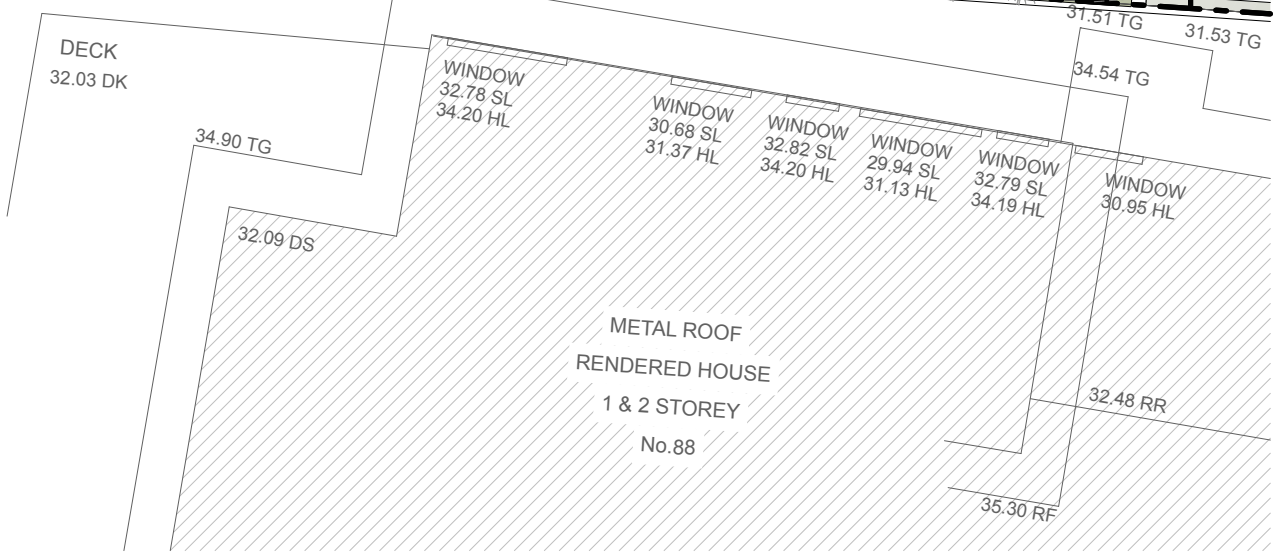 31.51 TG
31.53 TG
DECK
32.03 DK
WINDOW
32.78 SL
34.20 HL
34.54 TG
WINDOW
30.68 SL
31.37 HL
WINDOW
32.82 SL
34.20 HL
WINDOW
29.94 SL
31.13 HL
WINDOW
32.79 SL
34.19 HL
WINDOW
30.95 HL
34.90 TG
32.09 DS
METAL ROOF
RENDERED HOUSE
1 & 2 STOREY
No.88
32.48 RR
35.30 RF